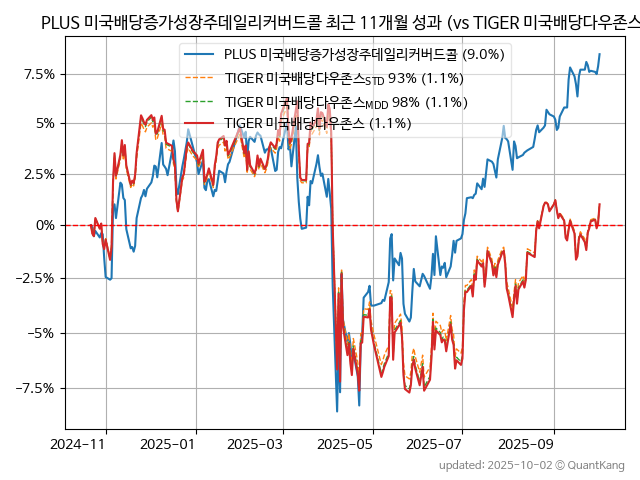 PLUS 미국배당증가성장주데일리커버드콜 최근 11개월 성과 (vs TIGER 미국배당다우존스
PLUS 미국배당증가성장주데일리커버드콜 (9.0%)
TIGER 미국배당다우존스STD 93% (1.1%)
TIGER 미국배당다우존스MDD 98% (1.1%)
TIGER 미국배당다우존스 (1.1%)
7.5%
5%
2.5%
0%
−2.5%
−5%
−7.5%
2024-11
2025-01
2025-03
2025-05
2025-07
2025-09
updated: 2025-10-02 © QuantKang